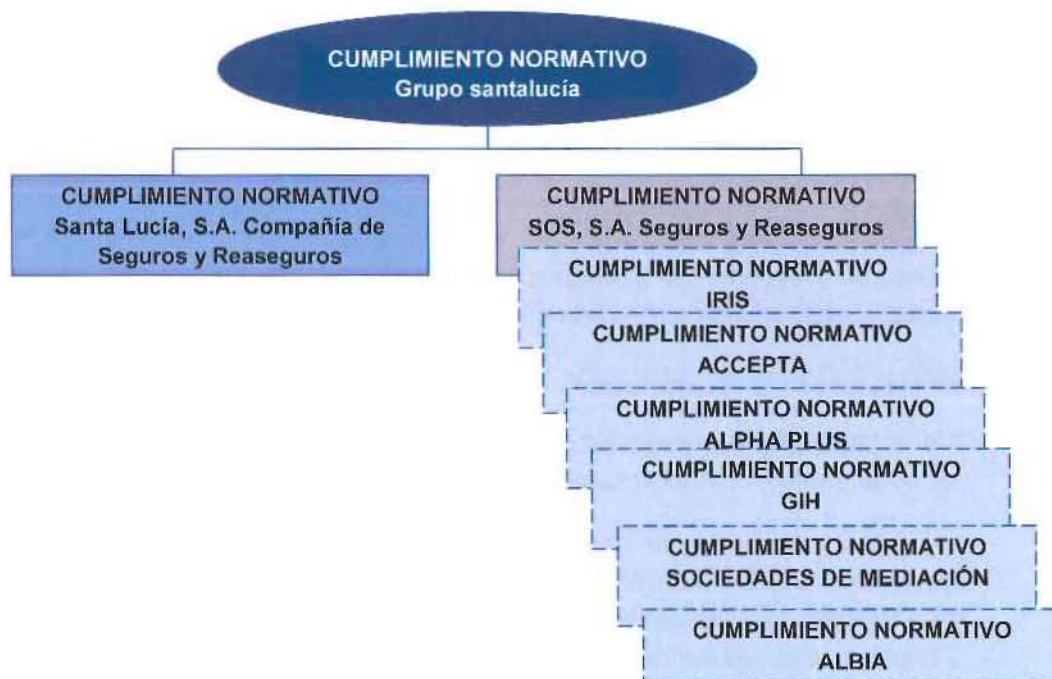 CUMPLIMIENTO NORMATIVO
Grupo santalucía
CUMPLIMIENTO NORMATIVO
Santa Lucía, S.A. Compañía de
Seguros y Reaseguros
CUMPLIMIENTO NORMATIVO
SOS, S.A. Seguros y Reaseguros
CUMPLIMIENTO NORMATIVO
IRIS
CUMPLIMIENTO NORMATIVO
ACCEPTA
CUMPLIMIENTO NORMATIVO
ALPHA PLUS
CUMPLIMIENTO NORMATIVO
GIH
CUMPLIMIENTO NORMATIVO
SOCIEDADES DE MEDIACIÓN
CUMPLIMIENTO NORMATIVO
ALBIA